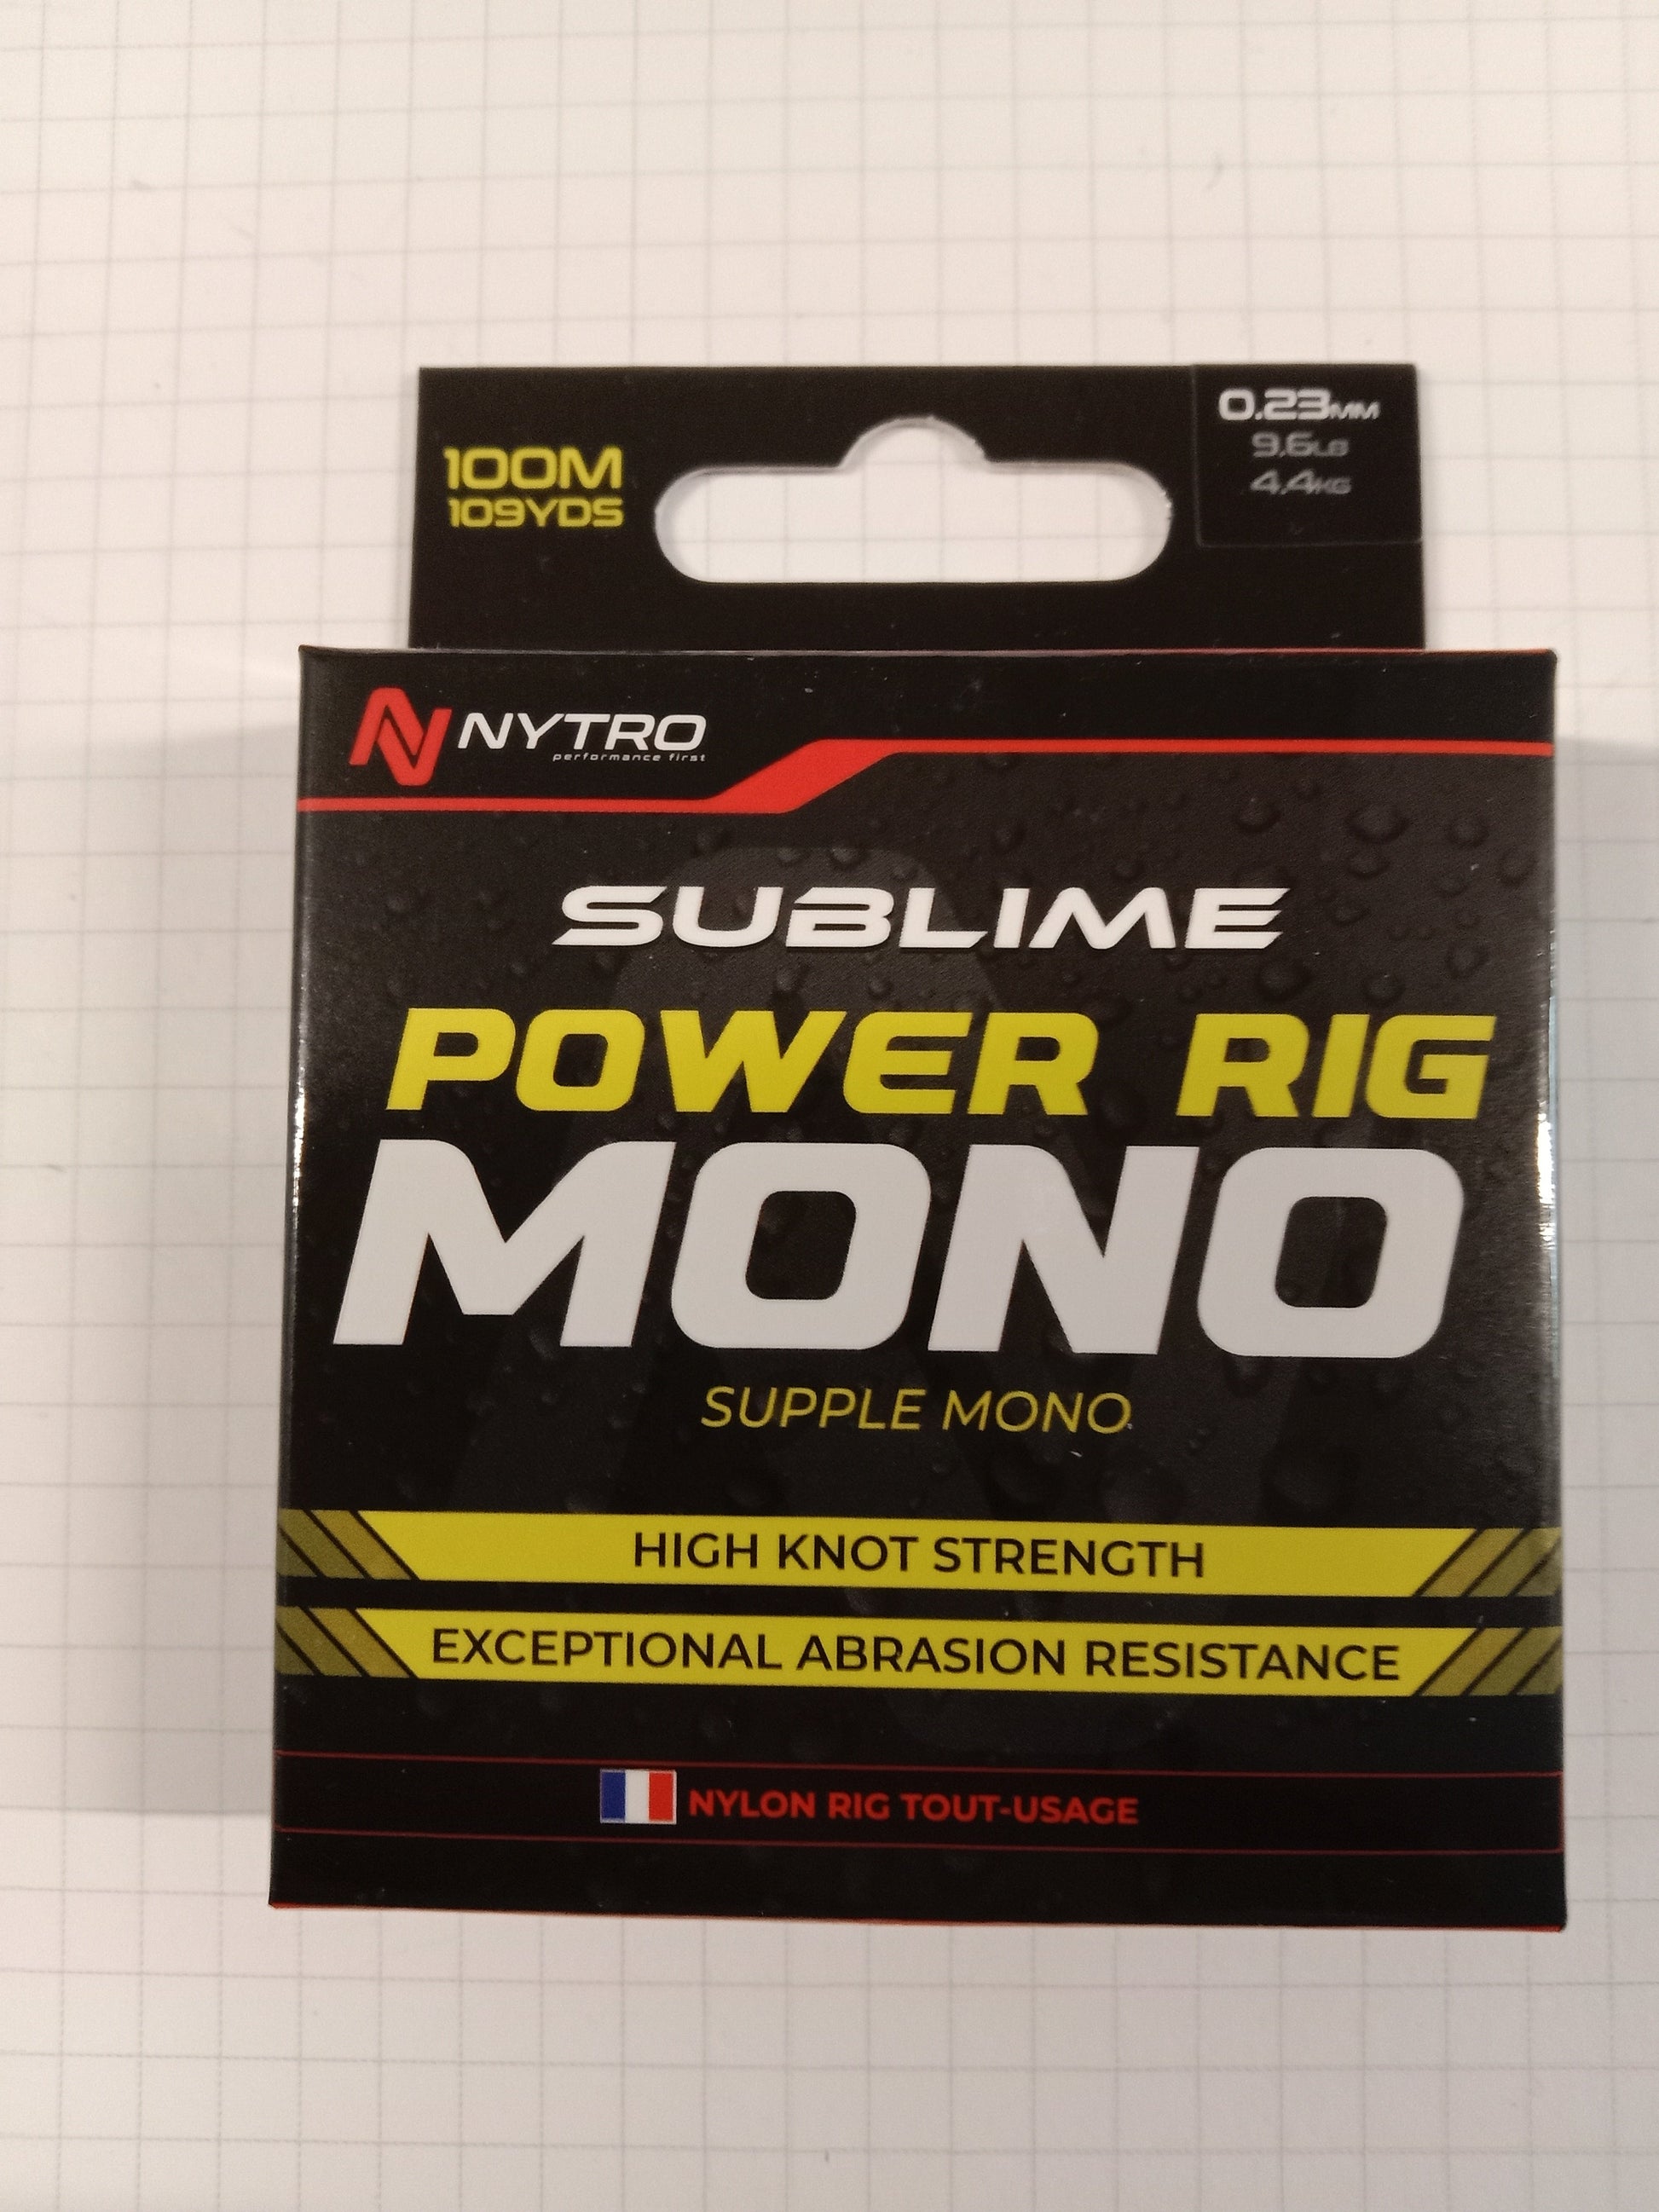 100M
109YDS
0.23MM
9.6LB
4.4KG
NYTRO
performance first
SUBLIME
POWER RIG
MONO
SUPPLE MONO
HIGH KNOT STRENGTH
EXCEPTIONAL ABRASION RESISTANCE
NYLON RIG TOUT-USAGE